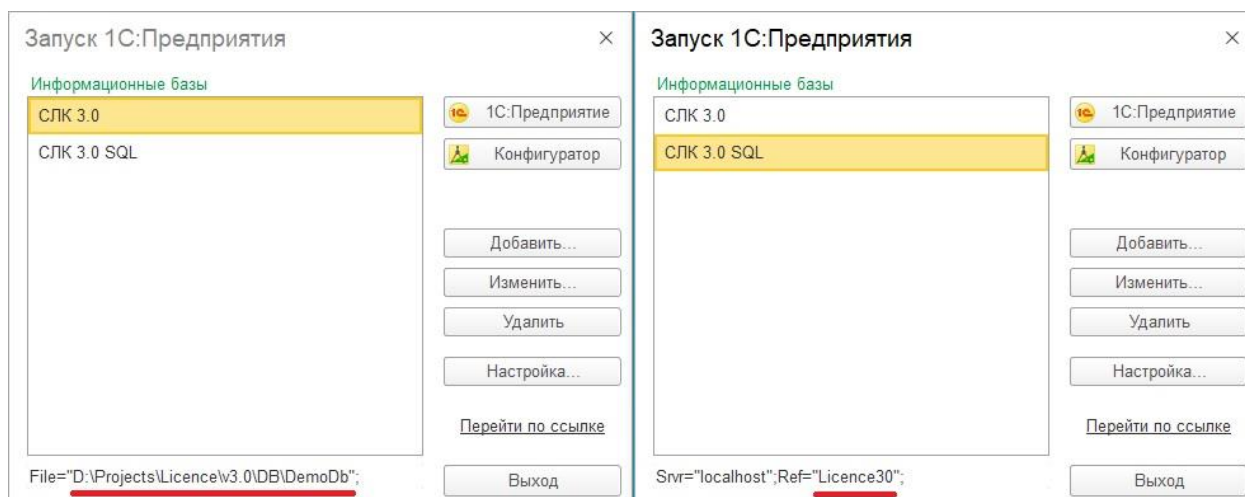 Запуск 1С:Предприятия
Информационные базы
СЛК 3.0
СЛК 3.0 SQL
1С:Предприятие
Конфигуратор
Добавить...
Изменить...
Удалить
Настройка...
Перейти по ссылке
File="D:\Projects\Licence\v3.0\DB\DemoDb";
Выход
Запуск 1С:Предприятия
Информационные базы
СЛК 3.0
СЛК 3.0 SQL
1С:Предприятие
Конфигуратор
Добавить...
Изменить...
Удалить
Настройка...
Перейти по ссылке
Srvr="localhost";Ref="Licence30";
Выход